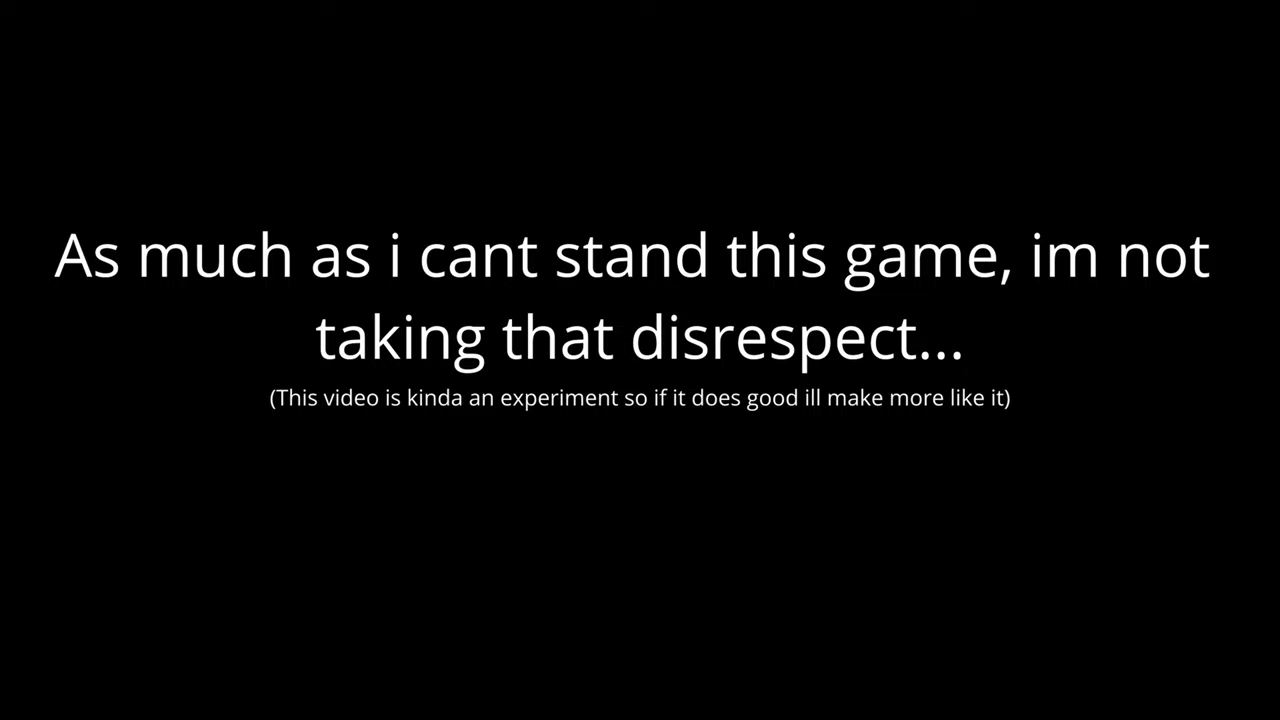 As much as i cant stand this game, im not
taking that disrespect...
(This video is kinda an experiment so if it does good ill make more like it)